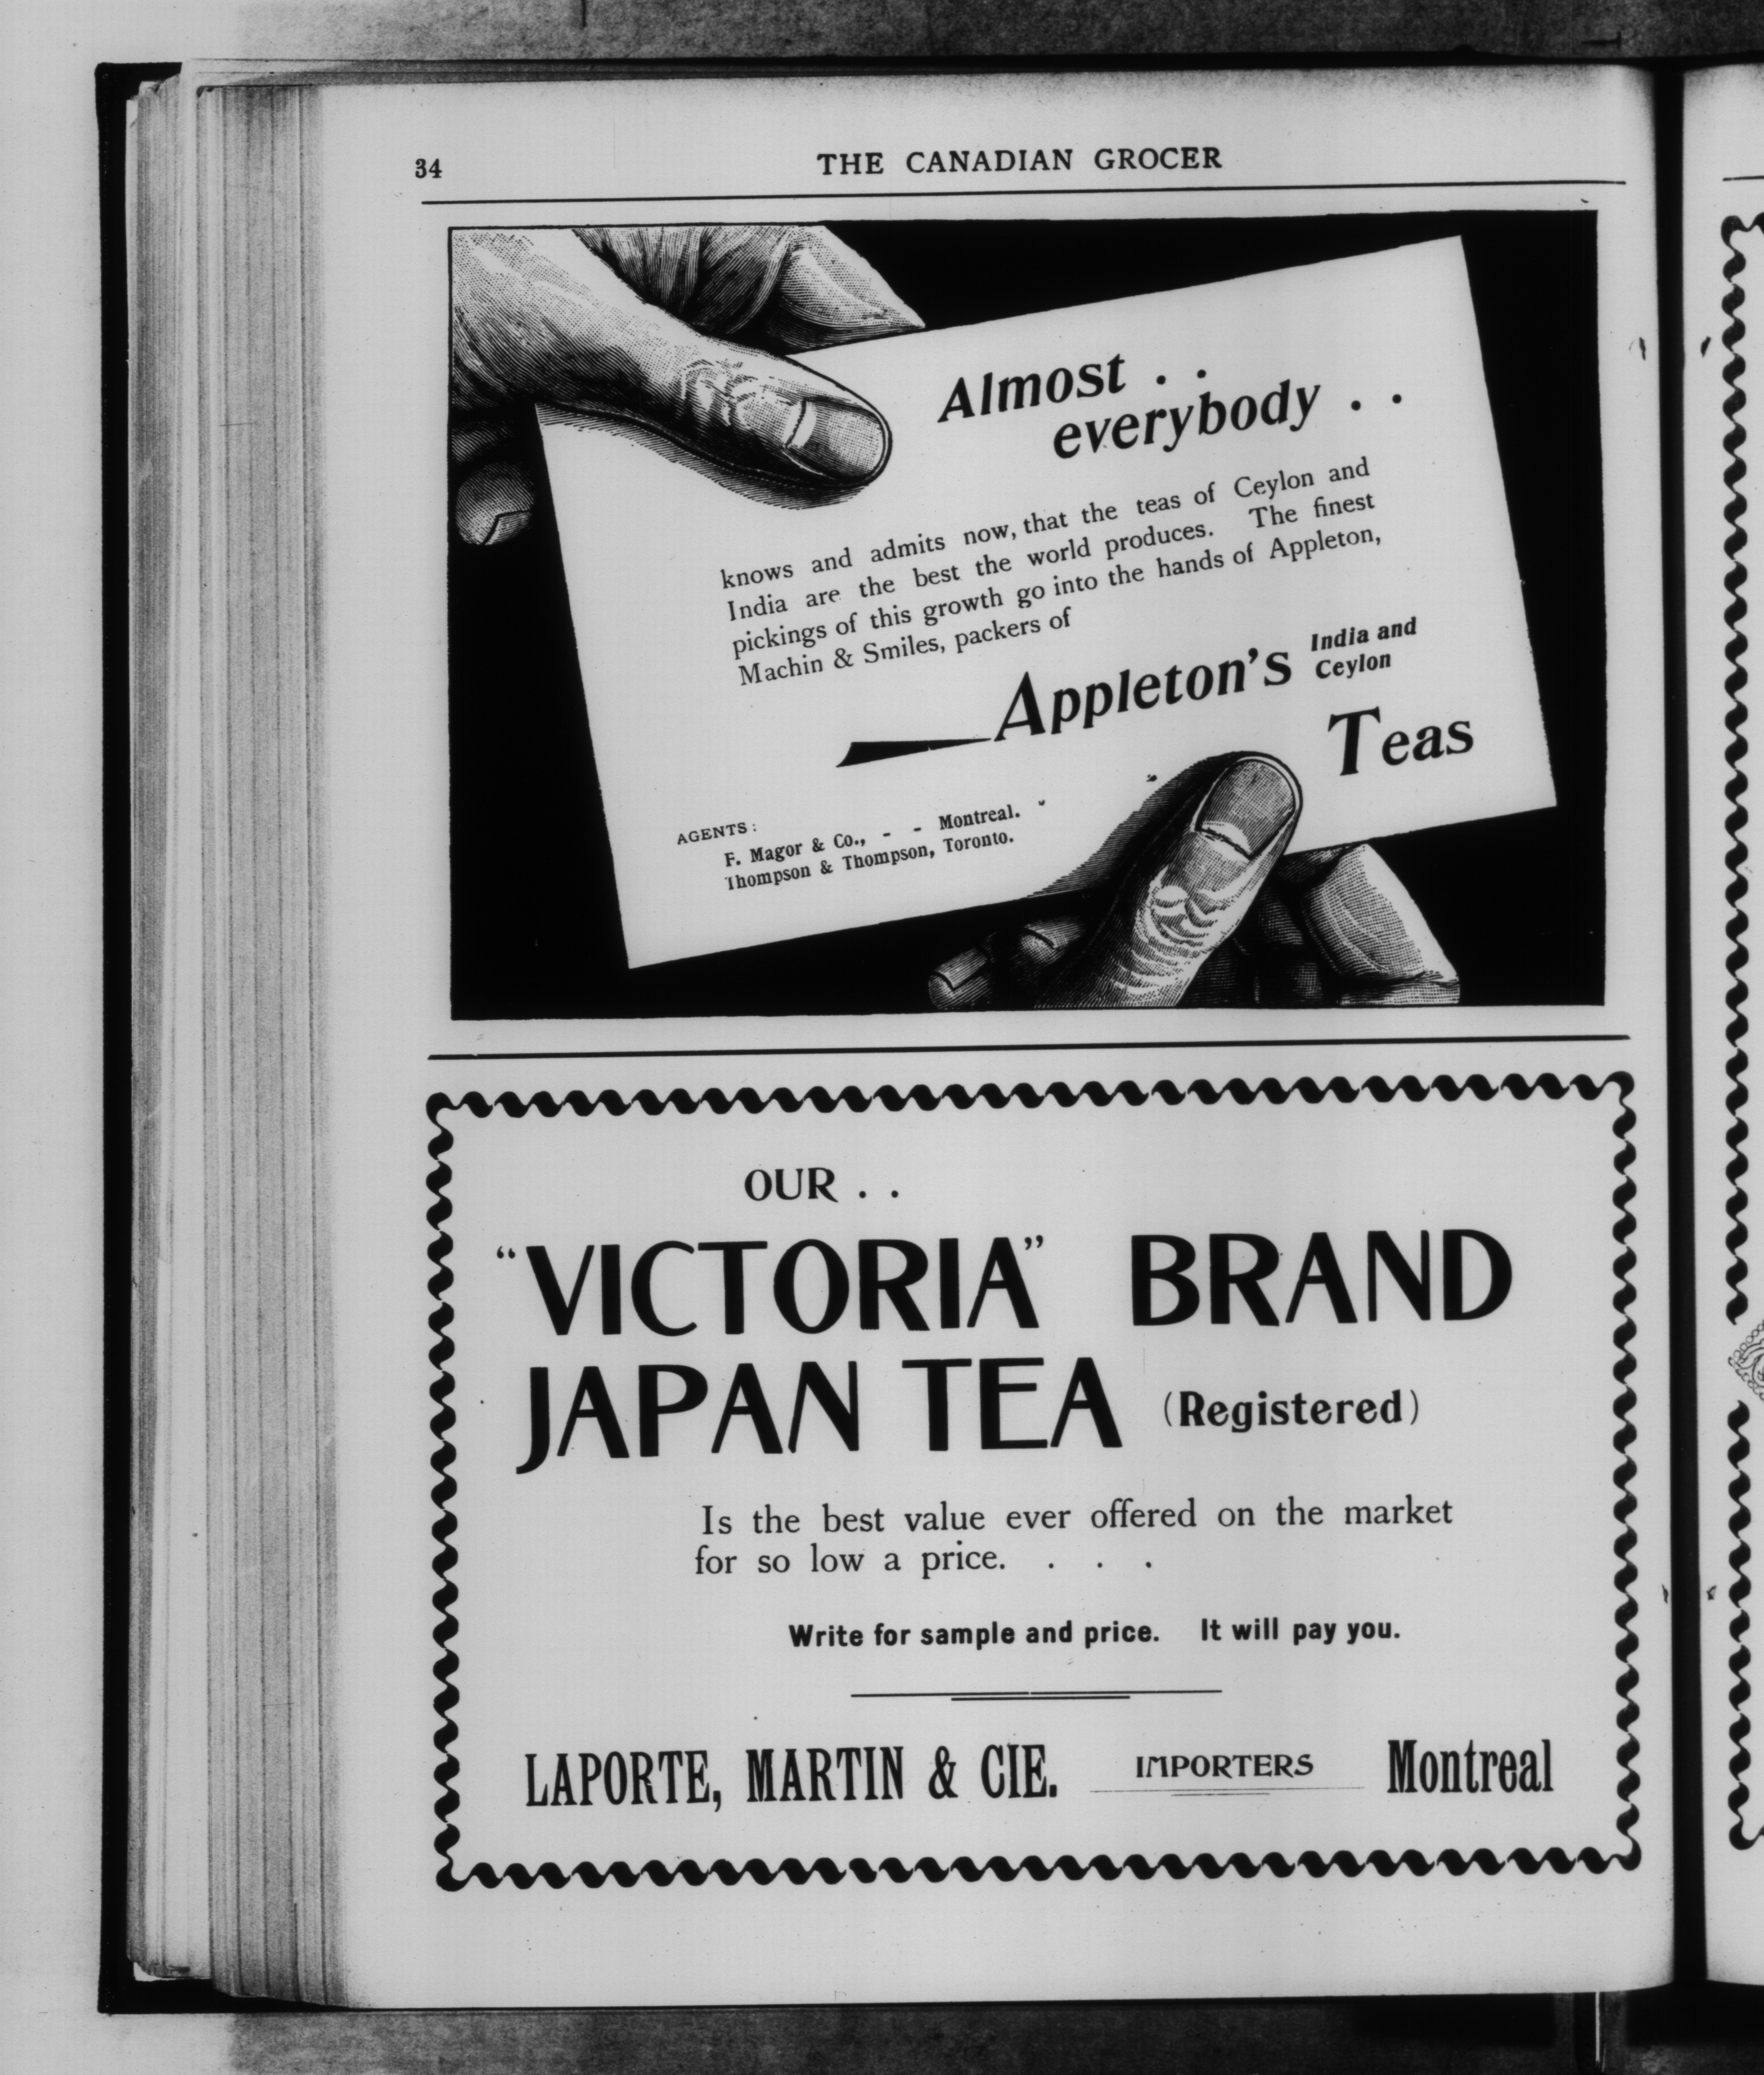 34
THE CANADIAN GROCER
Almost . .
everybody . .
knows and admits now, that the teas of Ceylon and
India are the best the world produces. The finest
pickings of this growth go into the hands of Appleton,
Machin & Smiles, packers of
Appleton's India and
Ceylon
Teas
AGENTS:
F. Magor & Co., - - Montreal.
Thompson & Thompson, Toronto.
OUR . .
"VICTORIA" BRAND
JAPAN TEA (Registered)
Is the best value ever offered on the market
for so low a price. . . .
Write for sample and price. It will pay you.
LAPORTE, MARTIN & CIE. IMPORTERS Montreal